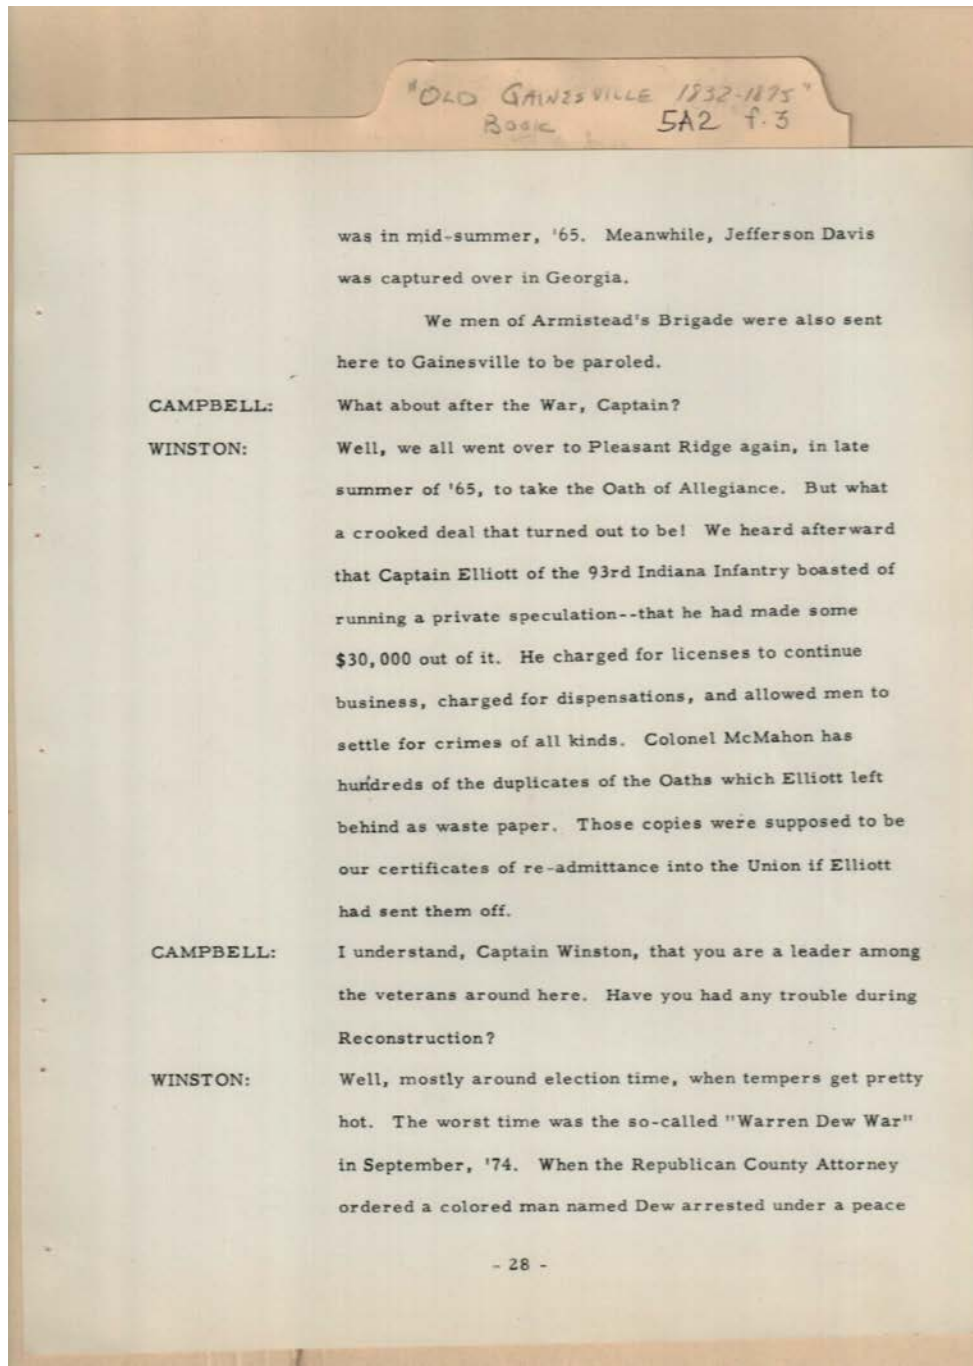 "OLD GAINESVILLE 1832-1875"
Book 5A2 f.3
was in mid-summer, '65. Meanwhile, Jefferson Davis
was captured over in Georgia.
We men of Armistead's Brigade were also sent
here to Gainesville to be paroled.
CAMPBELL: What about after the War, Captain?
WINSTON: Well, we all went over to Pleasant Ridge again, in late
summer of '65, to take the Oath of Allegiance. But what
a crooked deal that turned out to be! We heard afterward
that Captain Elliott of the 93rd Indiana Infantry boasted of
running a private speculation--that he had made some
$30,000 out of it. He charged for licenses to continue
business, charged for dispensations, and allowed men to
settle for crimes of all kinds. Colonel McMahon has
hundreds of the duplicates of the Oaths which Elliott left
behind as waste paper. Those copies were supposed to be
our certificates of re-admittance into the Union if Elliott
had sent them off.
CAMPBELL: I understand, Captain Winston, that you are a leader among
the veterans around here. Have you had any trouble during
Reconstruction?
WINSTON: Well, mostly around election time, when tempers get pretty
hot. The worst time was the so-called "Warren Dew War"
in September, '74. When the Republican County Attorney
ordered a colored man named Dew arrested under a peace
- 28 -